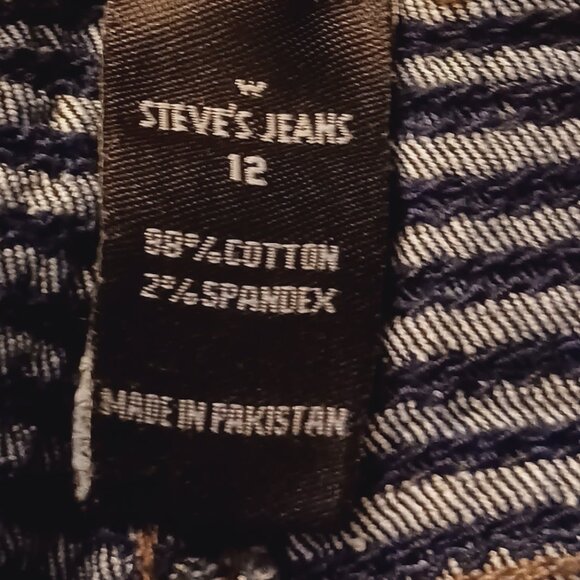 W
STEVE'S JEANS
12
98% COTTON
2% SPANDEX
MADE IN PAKISTAN